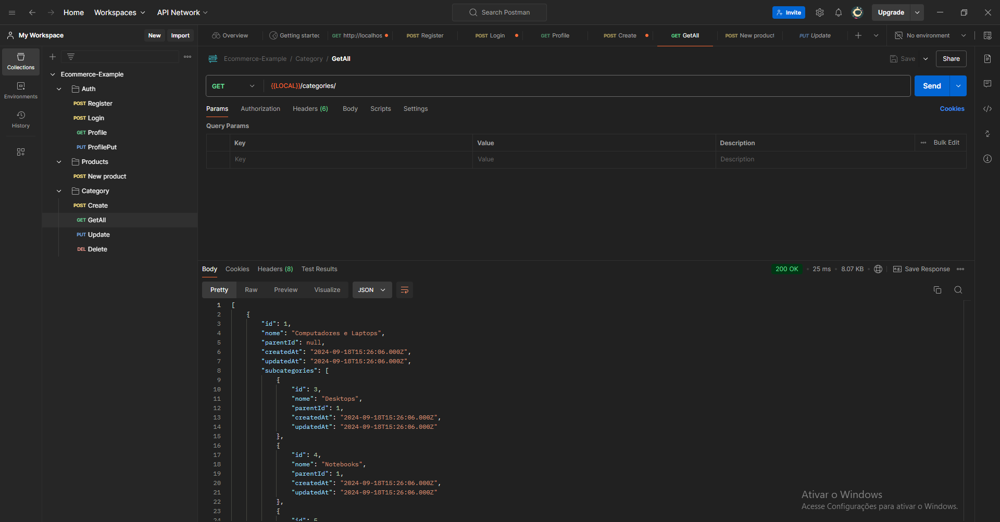 Home Workspaces API Network Search Postman Invite Upgrade
My Workspace New Import Overview Getting started GET http://localhos POST Register POST Login GET Profile POST Create GET GetAll POST New product PUT Update No environment
Collections
Environments
History
Ecommerce-Example
Auth
POST Register
POST Login
GET Profile
PUT ProfilePut
Products
POST New product
Category
POST Create
GET GetAll
PUT Update
DEL Delete
HTTP Ecommerce-Example / Category / GetAll Save Share
GET {{LOCAL}}/categories/ Send
Params Authorization Headers (6) Body Scripts Settings Cookies
Query Params
Key Value Description Bulk Edit
Key Value Description
Body Cookies Headers (8) Test Results 200 OK 25 ms 8.07 KB e.g. Save Response
Pretty Raw Preview Visualize JSON
1 [
2 {
3 "id": 1,
4 "nome": "Computadores e Laptops",
5 "parentId": null,
6 "createdAt": "2024-09-18T15:26:06.000Z",
7 "updatedAt": "2024-09-18T15:26:06.000Z",
8 "subcategories": [
9 {
10 "id": 3,
11 "nome": "Desktops",
12 "parentId": 1,
13 "createdAt": "2024-09-18T15:26:06.000Z",
14 "updatedAt": "2024-09-18T15:26:06.000Z"
15 },
16 {
17 "id": 4,
18 "nome": "Notebooks",
19 "parentId": 1,
20 "createdAt": "2024-09-18T15:26:06.000Z",
21 "updatedAt": "2024-09-18T15:26:06.000Z"
22 },
23 {
24 "id": 5
Ativar o Windows
Acesse Configurações para ativar o Windows.